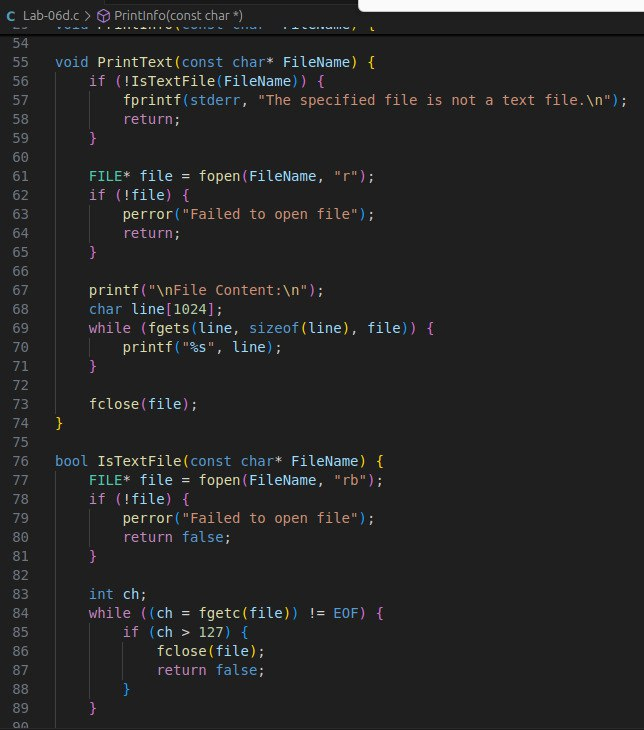 C Lab-06d.c > PrintInfo(const char *)
54
55 void PrintText(const char* FileName) {
56     if (!IsTextFile(FileName)) {
57         fprintf(stderr, "The specified file is not a text file.\n");
58         return;
59     }
60
61     FILE* file = fopen(FileName, "r");
62     if (!file) {
63         perror("Failed to open file");
64         return;
65     }
66
67     printf("\nFile Content:\n");
68     char line[1024];
69     while (fgets(line, sizeof(line), file)) {
70         printf("%s", line);
71     }
72
73     fclose(file);
74 }
75
76 bool IsTextFile(const char* FileName) {
77     FILE* file = fopen(FileName, "rb");
78     if (!file) {
79         perror("Failed to open file");
80         return false;
81     }
82
83     int ch;
84     while ((ch = fgetc(file)) != EOF) {
85         if (ch > 127) {
86             fclose(file);
87             return false;
88         }
89     }
90